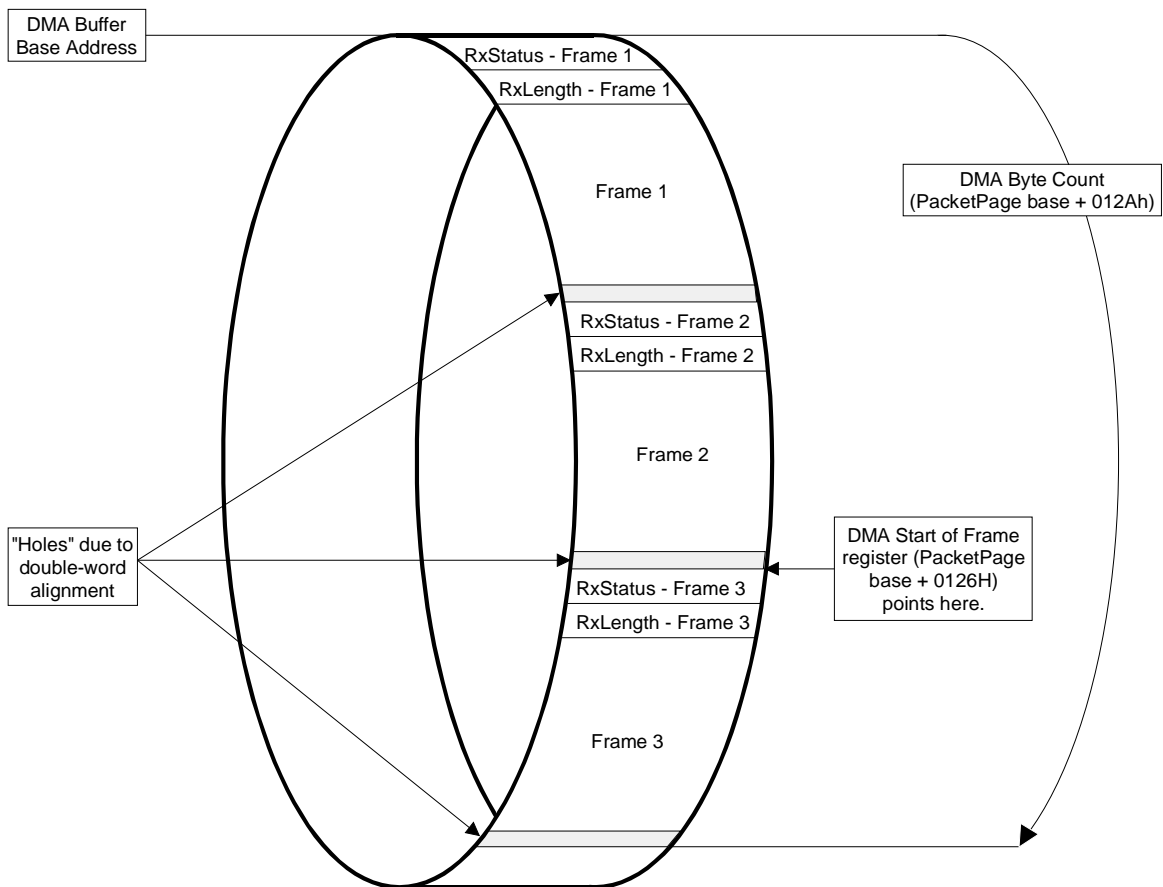 DMA Buffer
Base Address
RxStatus - Frame 1
RxLength - Frame 1
Frame 1
DMA Byte Count
(PacketPage base + 012Ah)
RxStatus - Frame 2
RxLength - Frame 2
Frame 2
"Holes" due to
double-word
alignment
DMA Start of Frame
register (PacketPage
base + 0126H)
points here.
RxStatus - Frame 3
RxLength - Frame 3
Frame 3